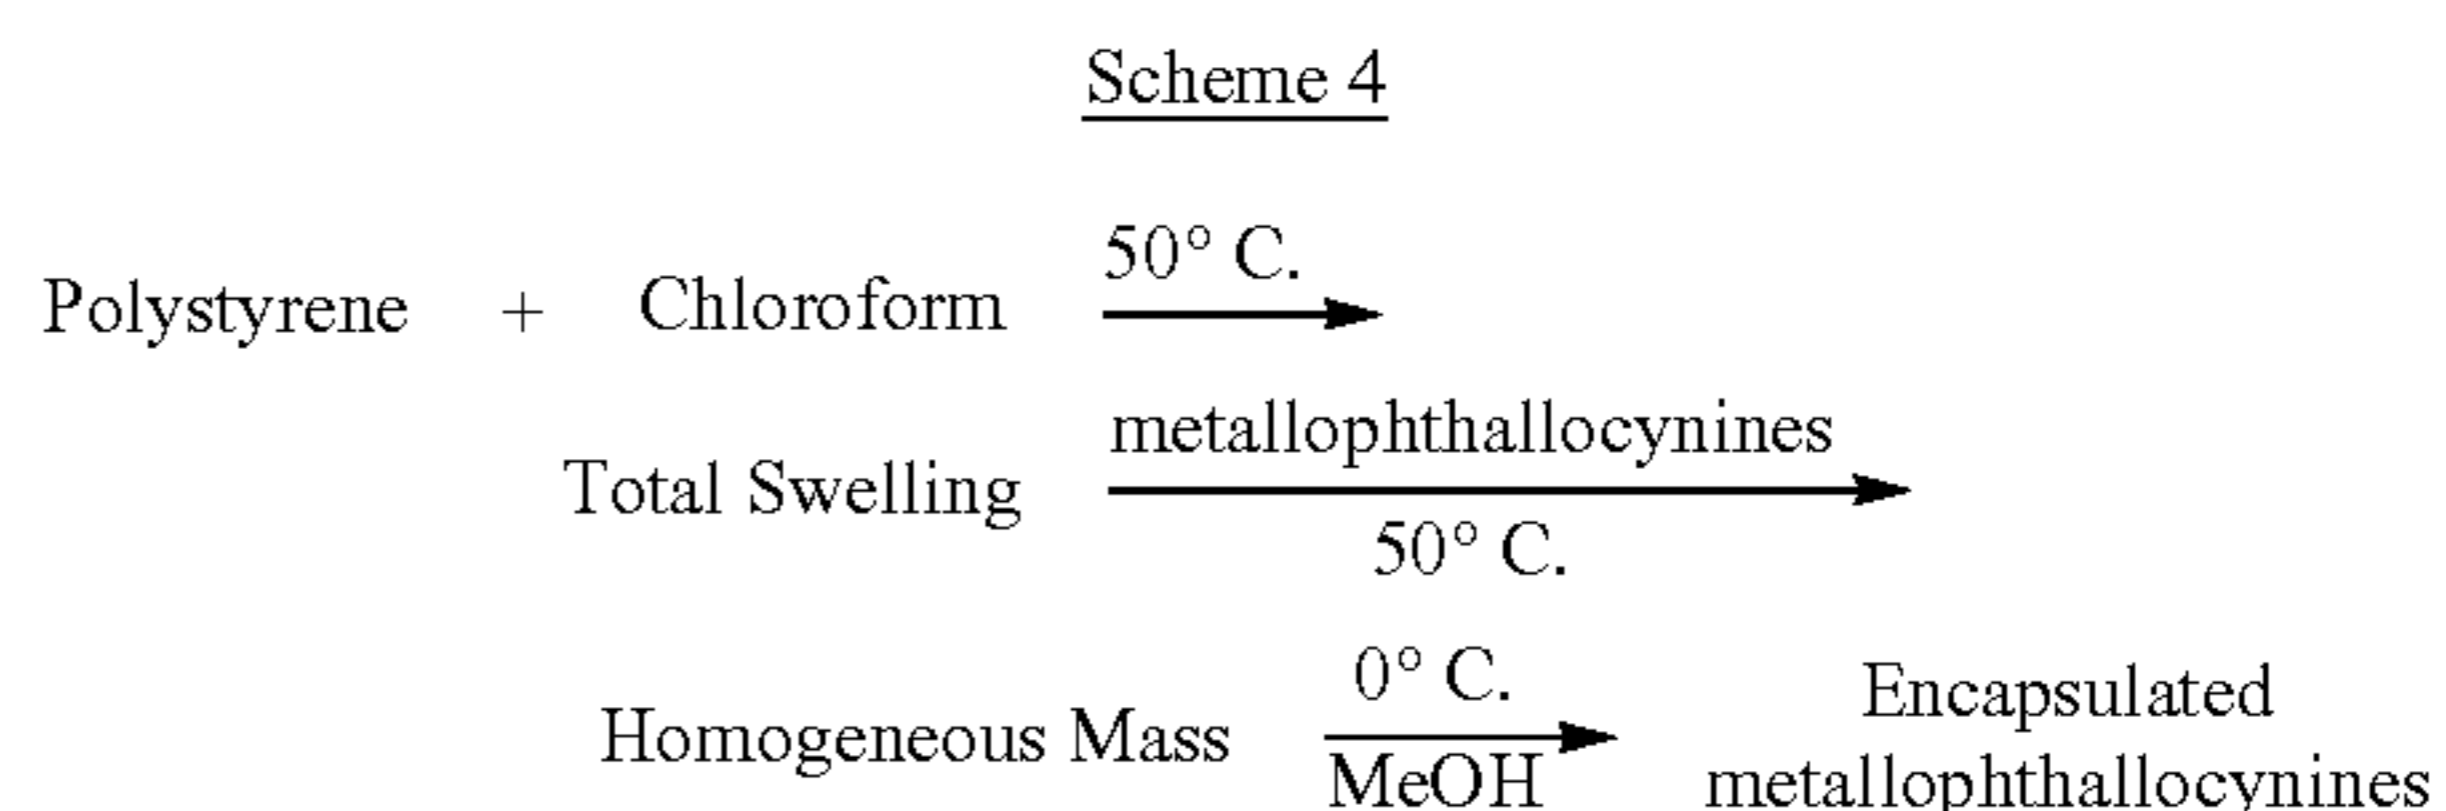 Scheme 4
50° C.
Polystyrene + Chloroform
metallophthallocynines
Total Swelling
50° C.
0° C.
Homogeneous Mass
MeOH
Encapsulated
metallophthallocynines